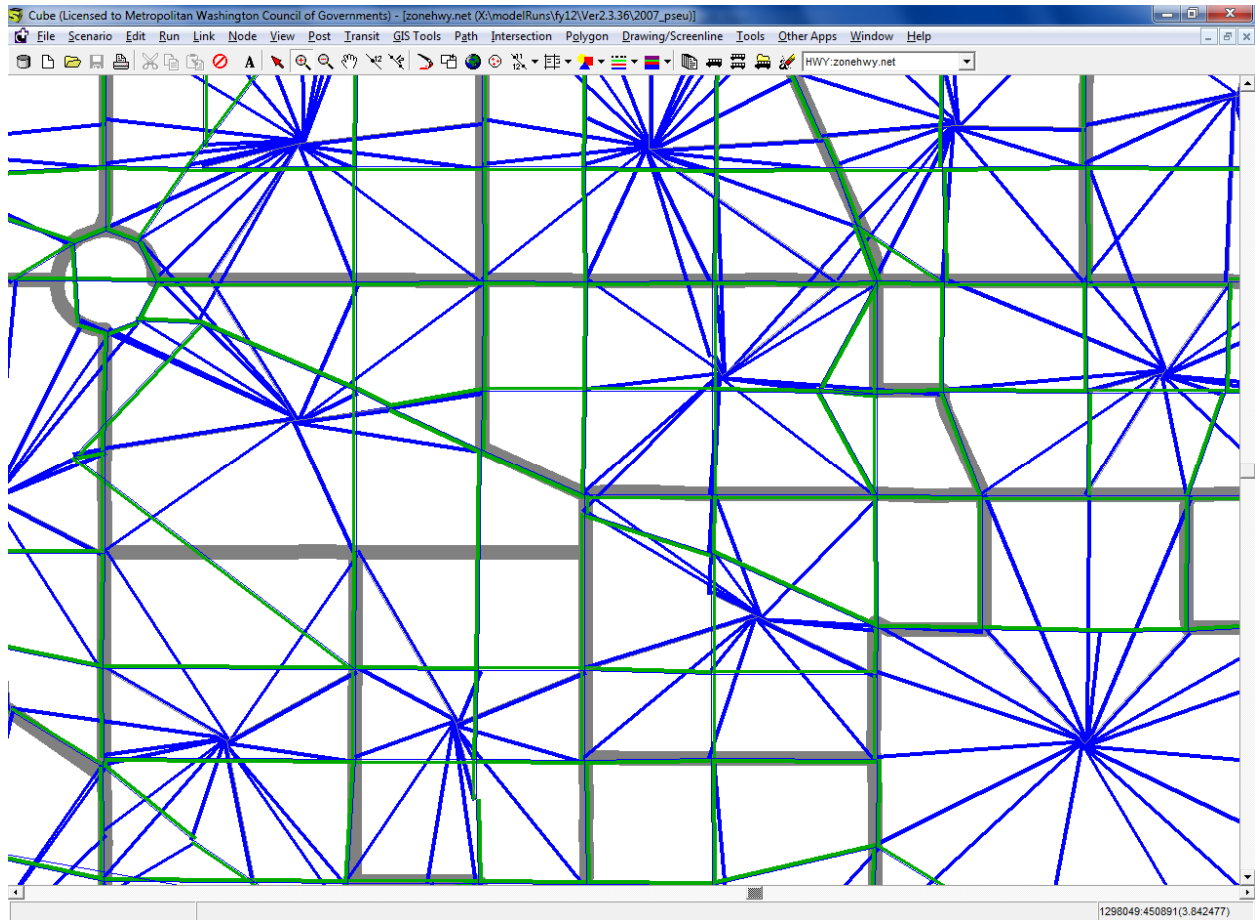 Cube (Licensed to Metropolitan Washington Council of Governments) - [zonehwy.net (X:\modelRuns\fy12\Ver2.3.36\2007_pseu)]
File Scenario Edit Run Link Node View Post Transit GIS Tools Path Intersection Polygon Drawing/Screenline Tools Other Apps Window Help
HWY:zonehwy.net
1298049:450891(3.842477)